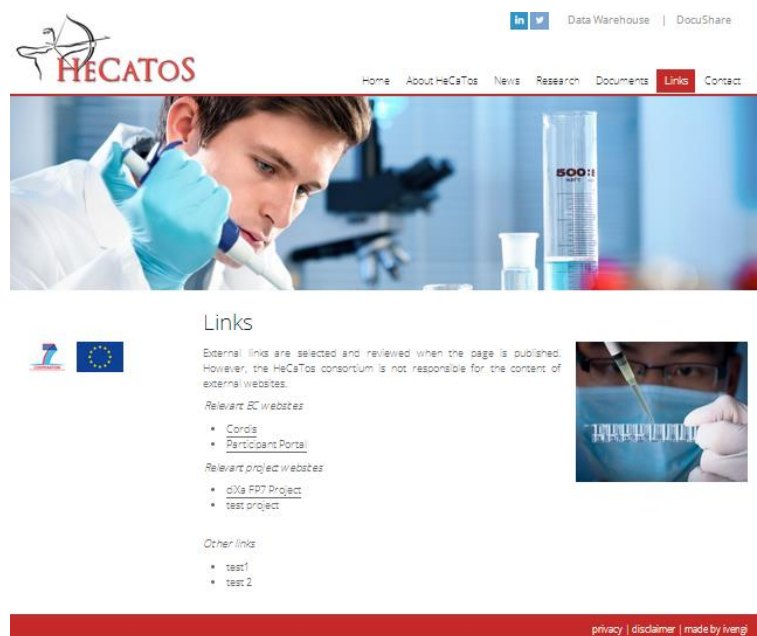 Data Warehouse | DocuShare
HeCaToS
Home About HeCaTos News Research Documents Links Contact
500:
Links
External links are selected and reviewed when the page is published.
However, the HeCaTos consortium is not responsible for the content of
external websites.
Relevant EC websites
Cordis
Participant Portal
Relevant project websites
diXa FP7 Project
test project
Other links
test1
test 2
privacy | disclaimer | made by ivengi